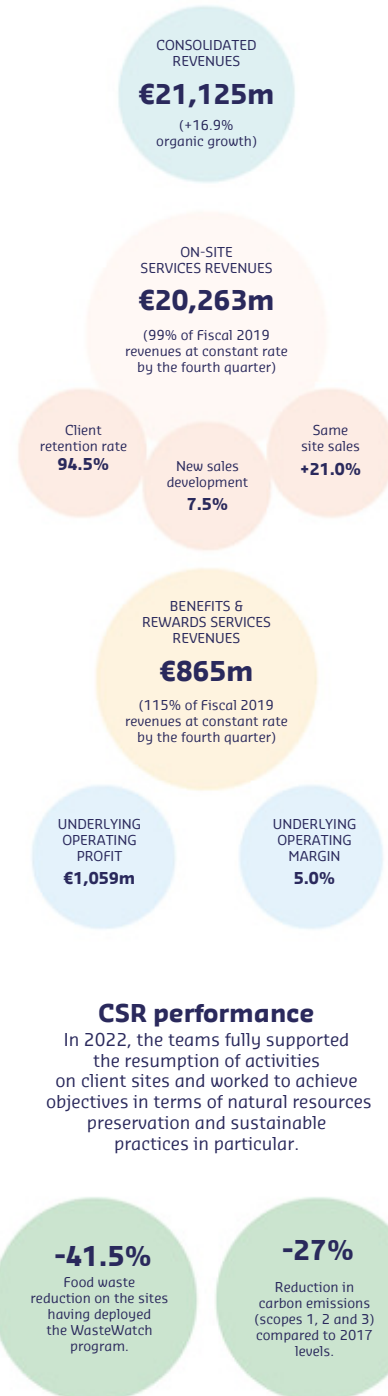 CONSOLIDATED
REVENUES
€21,125m
(+16.9%
organic growth)
ON-SITE
SERVICES REVENUES
€20,263m
(99% of Fiscal 2019
revenues at constant rate
by the fourth quarter)
Client
retention rate
94.5%
New sales
development
7.5%
Same
site sales
+21.0%
BENEFITS &
REWARDS SERVICES
REVENUES
€865m
(115% of Fiscal 2019
revenues at constant rate
by the fourth quarter)
UNDERLYING
OPERATING
PROFIT
€1,059m
UNDERLYING
OPERATING
MARGIN
5.0%
CSR performance
In 2022, the teams fully supported
the resumption of activities
on client sites and worked to achieve
objectives in terms of natural resources
preservation and sustainable
practices in particular.
-41.5%
Food waste
reduction on the sites
having deployed
the WasteWatch
program.
-27%
Reduction in
carbon emissions
(scopes 1, 2 and 3)
compared to 2017
levels.